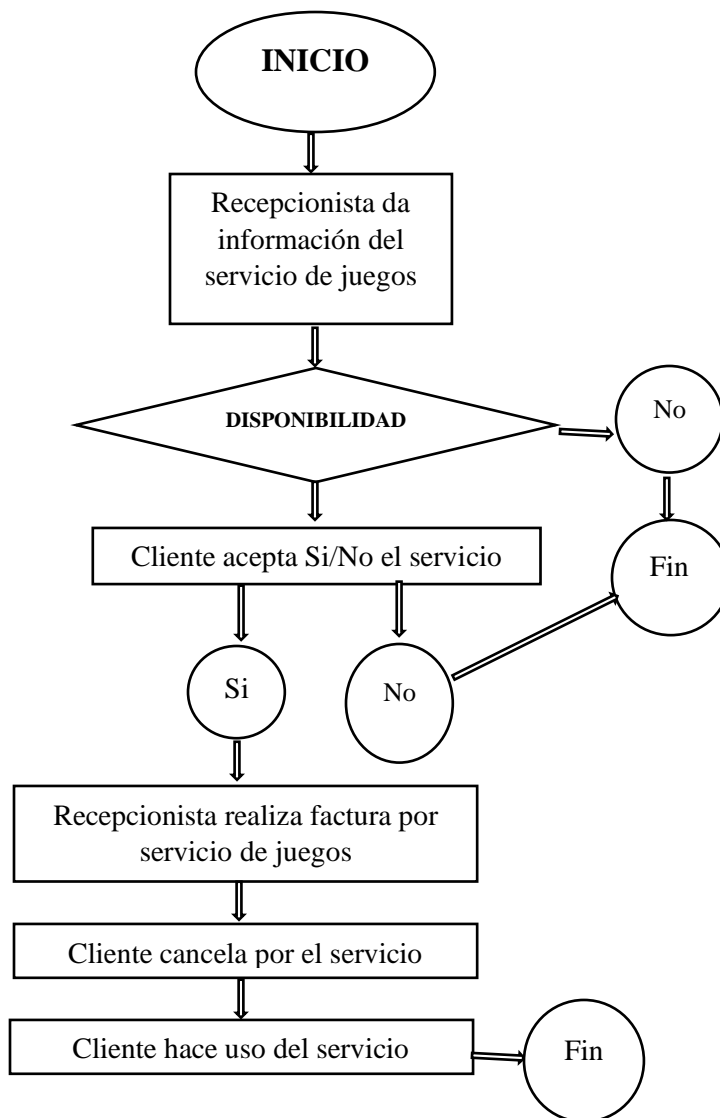 INICIO
Recepcionista da
información del
servicio de juegos
DISPONIBILIDAD
No
Cliente acepta Si/No el servicio
Fin
Si
No
Recepcionista realiza factura por
servicio de juegos
Cliente cancela por el servicio
Cliente hace uso del servicio
Fin